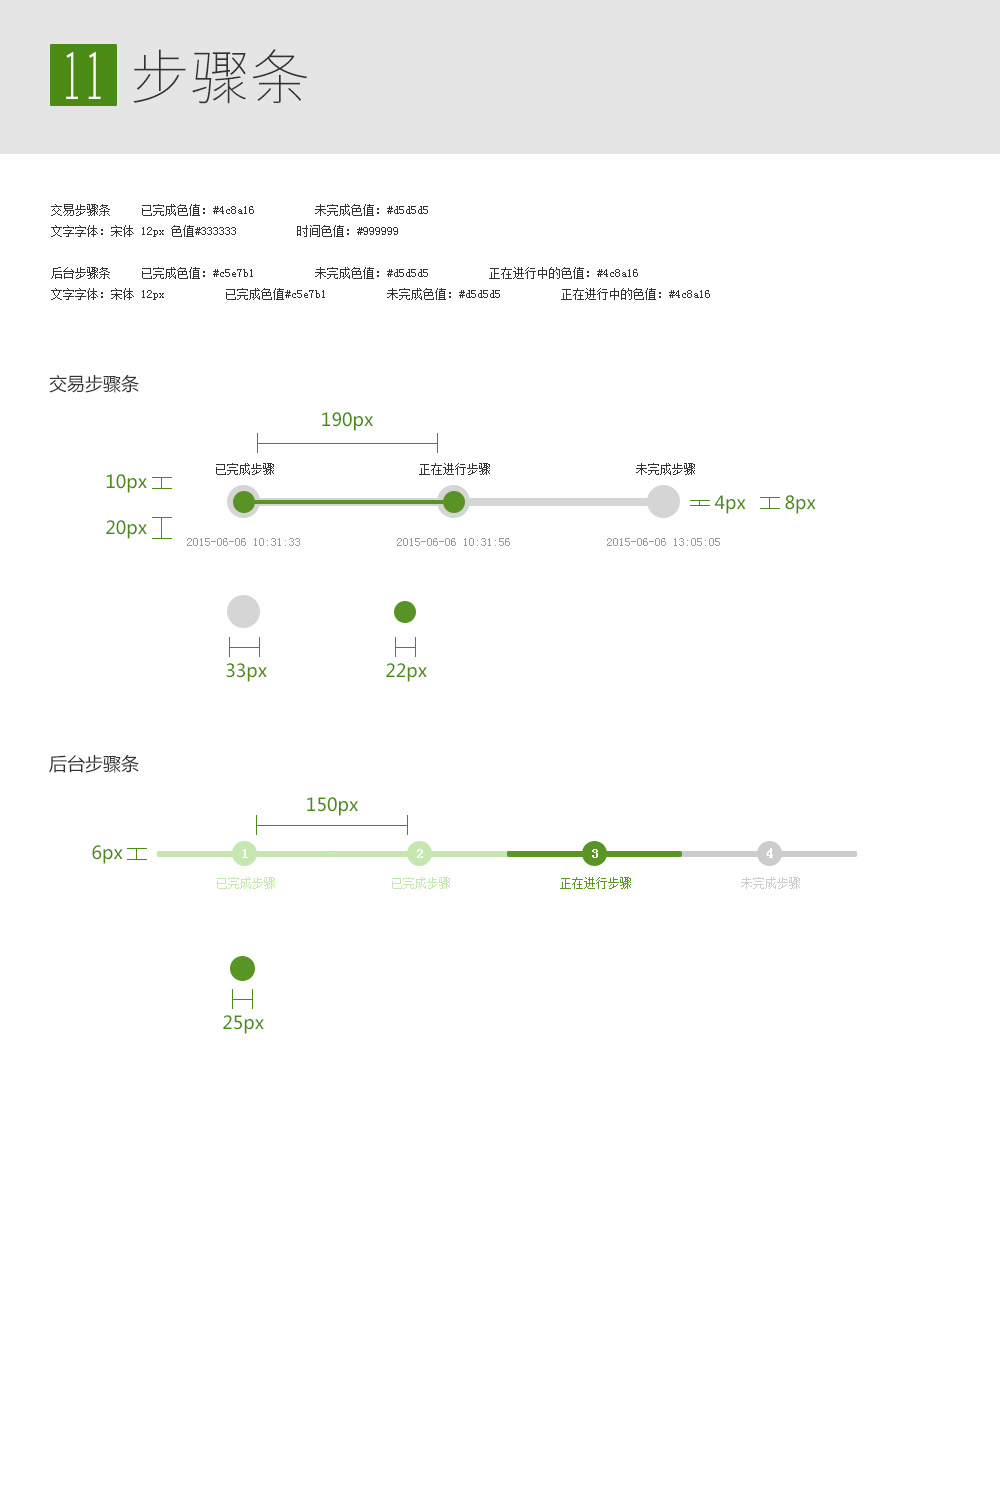 11 步骤条
交易步骤条 已完成色值：#4c8a16 未完成色值：#d5d5d5
文字字体：宋体 12px 色值#333333 时间色值：#999999
后台步骤条 已完成色值：#c5e7b1 未完成色值：#d5d5d5 正在进行中的色值：#4c8a16
文字字体：宋体 12px 已完成色值#c5e7b1 未完成色值：#d5d5d5 正在进行中的色值：#4c8a16
交易步骤条
190px
已完成步骤 正在进行步骤 未完成步骤
10px
4px 8px
20px
2015-06-06 10:31:33 2015-06-06 10:31:56 2015-06-06 13:05:05
33px 22px
后台步骤条
150px
6px 1 2 3 4
已完成步骤 已完成步骤 正在进行步骤 未完成步骤
25px